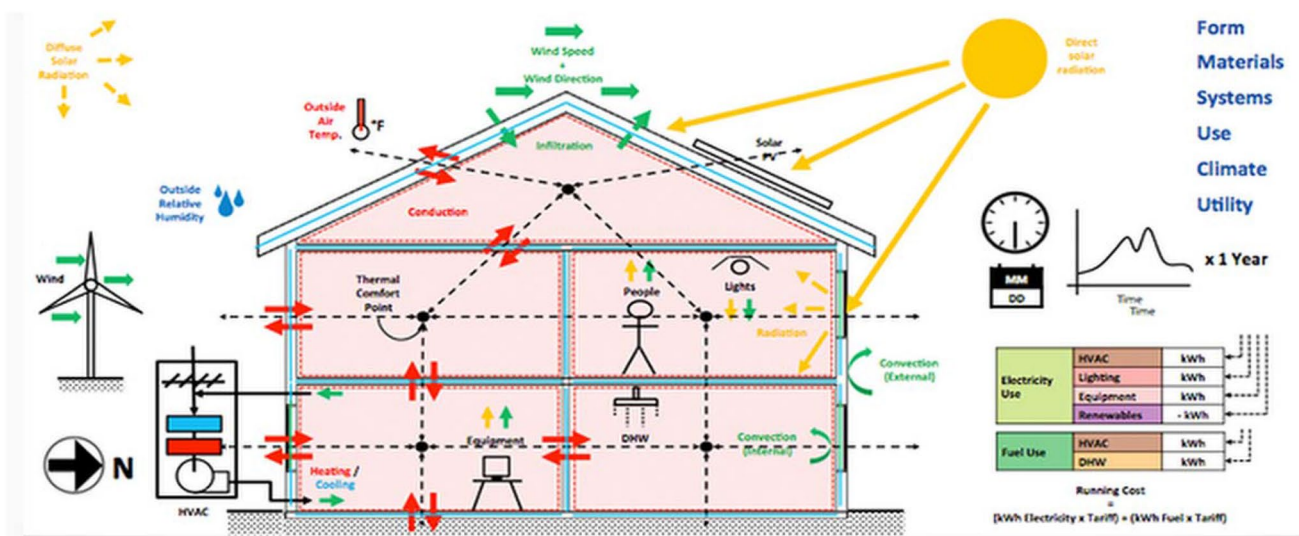 Diffuse
Solar
Radiation
Wind Speed
+
Wind Direction
Direct
solar
radiation
Form
Materials
Systems
Use
Climate
Utility
Outside
Air
Temp.
°F
Infiltration
Solar
PV
Outside
Relative
Humidity
Conduction
Wind
Thermal
Comfort
Point
People
Lights
Radiation
MM
DD
Time
Time
x 1 Year
Convection
(External)
Electricity
Use
HVAC kWh
Lighting kWh
Equipment kWh
Renewables - kWh
Fuel Use
HVAC kWh
DHW kWh
Equipment
DHW
Convection
(Internal)
Heating /
Cooling
N
HVAC
Running Cost
=
(kWh Electricity x Tariff) + (kWh Fuel x Tariff)